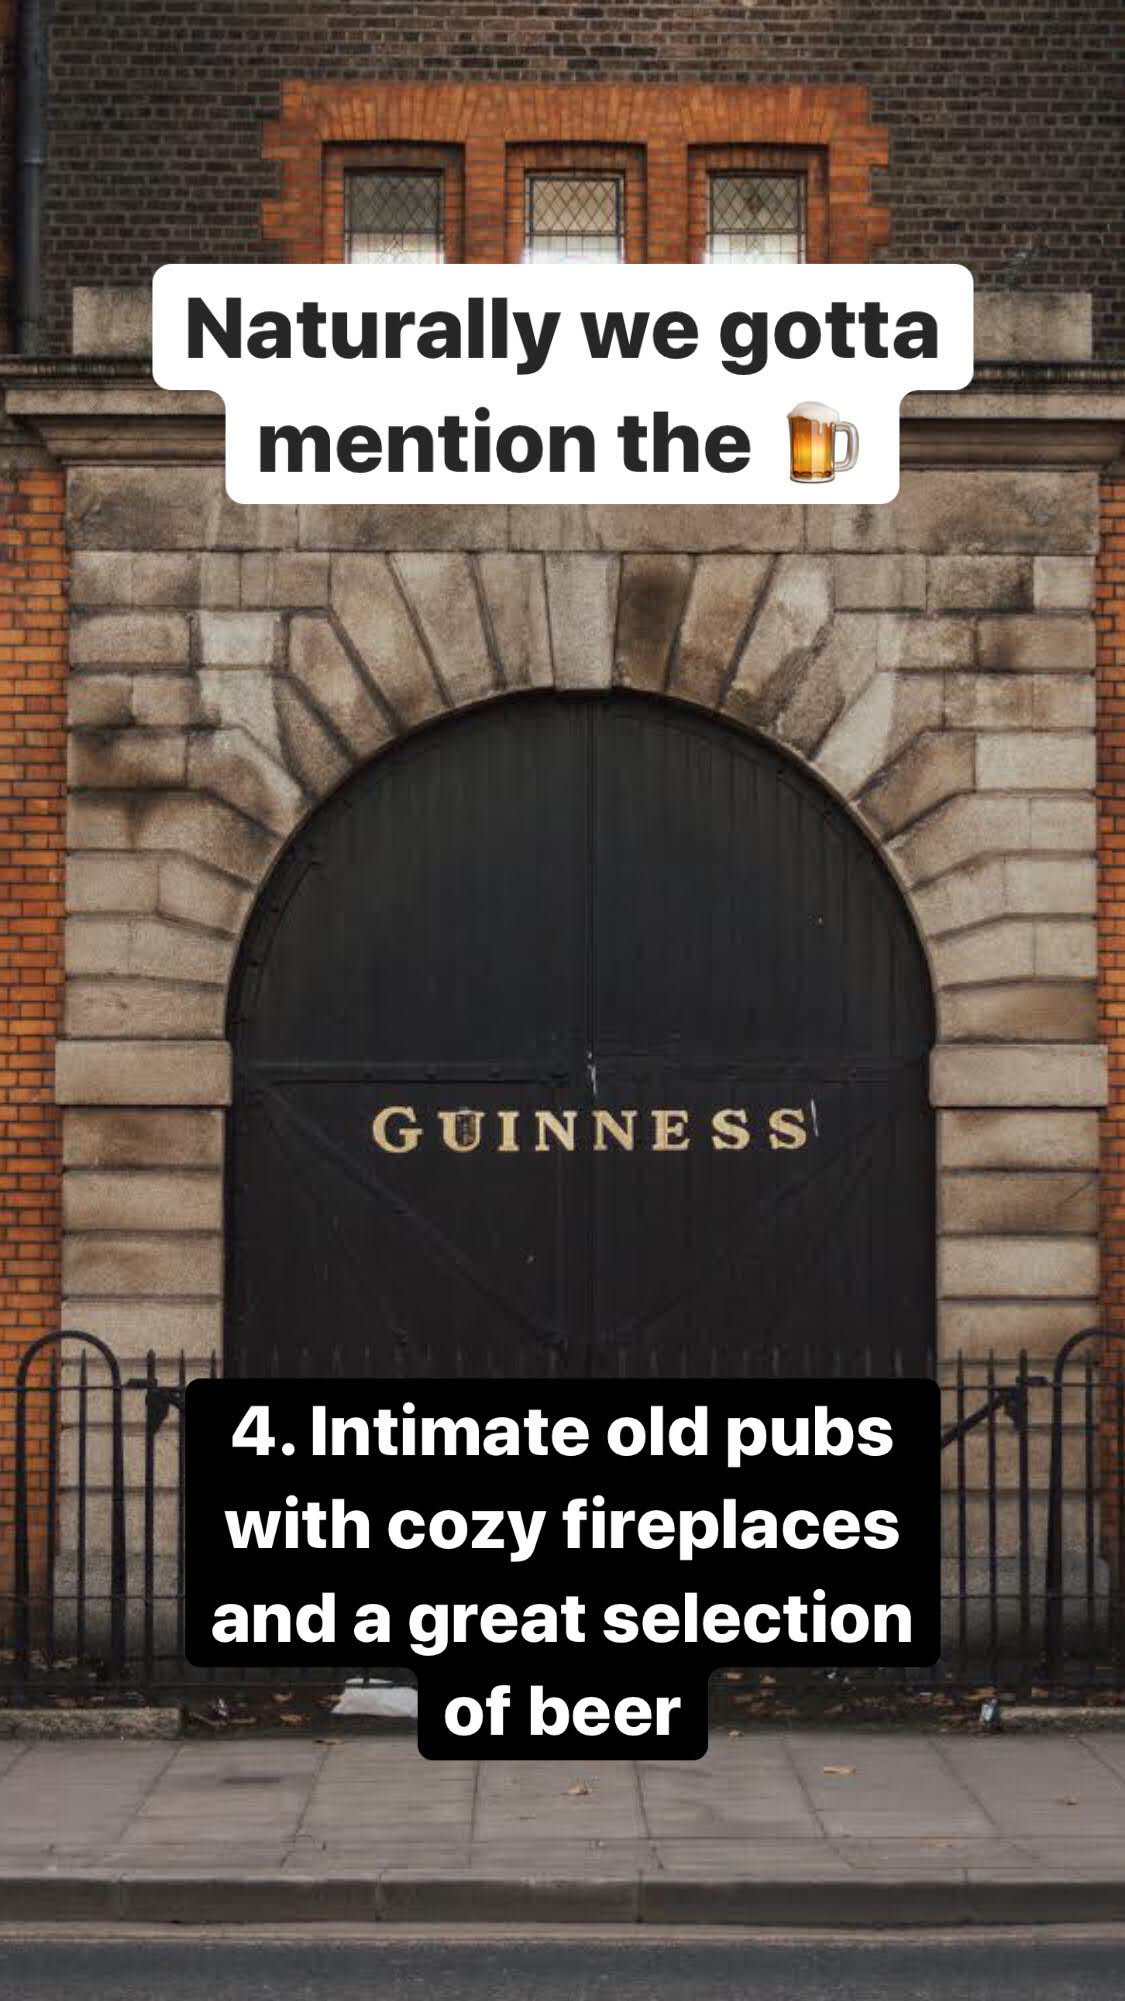 Naturally we gotta
mention the 🍺
GUINNESS
4. Intimate old pubs
with cozy fireplaces
and a great selection
of beer